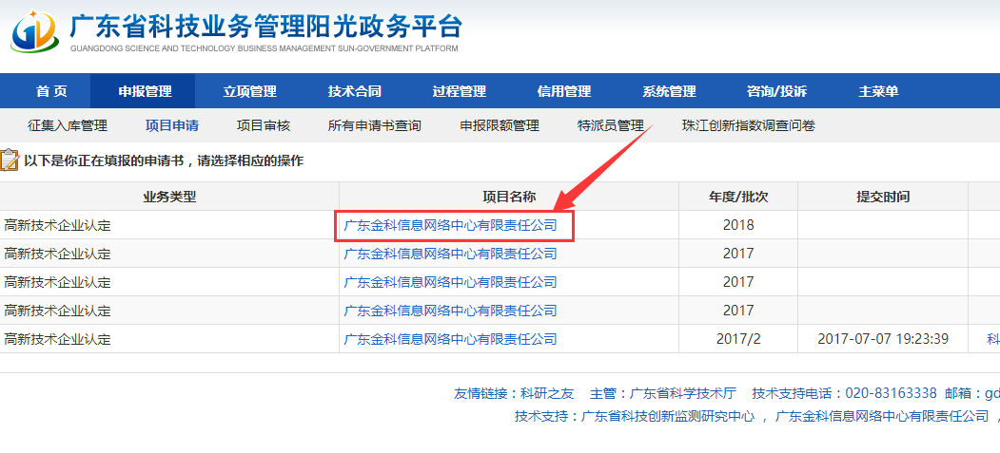 广东省科技业务管理阳光政务平台
GUANGDONG SCIENCE AND TECHNOLOGY BUSINESS MANAGEMENT SUN-GOVERNMENT PLATFORM
首 页 申报管理 立项管理 技术合同 过程管理 信用管理 系统管理 咨询/投诉 主菜单
征集入库管理 项目申请 项目审核 所有申请书查询 申报限额管理 特派员管理 珠江创新指数调查问卷
以下是你正在填报的申请书，请选择相应的操作
业务类型 项目名称 年度/批次 提交时间
高新技术企业认定 广东金科信息网络中心有限责任公司 2018
高新技术企业认定 广东金科信息网络中心有限责任公司 2017
高新技术企业认定 广东金科信息网络中心有限责任公司 2017
高新技术企业认定 广东金科信息网络中心有限责任公司 2017
高新技术企业认定 广东金科信息网络中心有限责任公司 2017/2 2017-07-07 19:23:39 科
友情链接：科研之友 主管：广东省科学技术厅 技术支持电话：020-83163338 邮箱：gd
技术支持：广东省科技创新监测研究中心 ，广东金科信息网络中心有限责任公司 ，